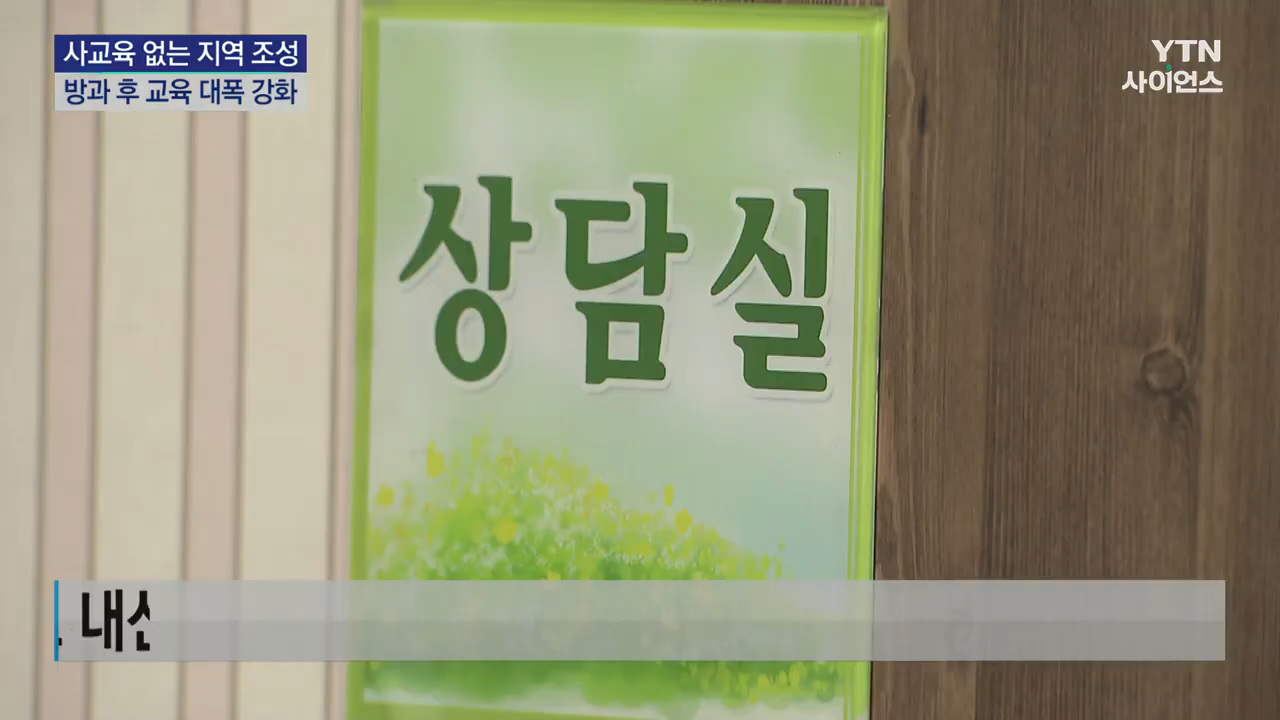 사교육 없는 지역 조성
방과 후 교육 대폭 강화
YTN
사이언스
상담실